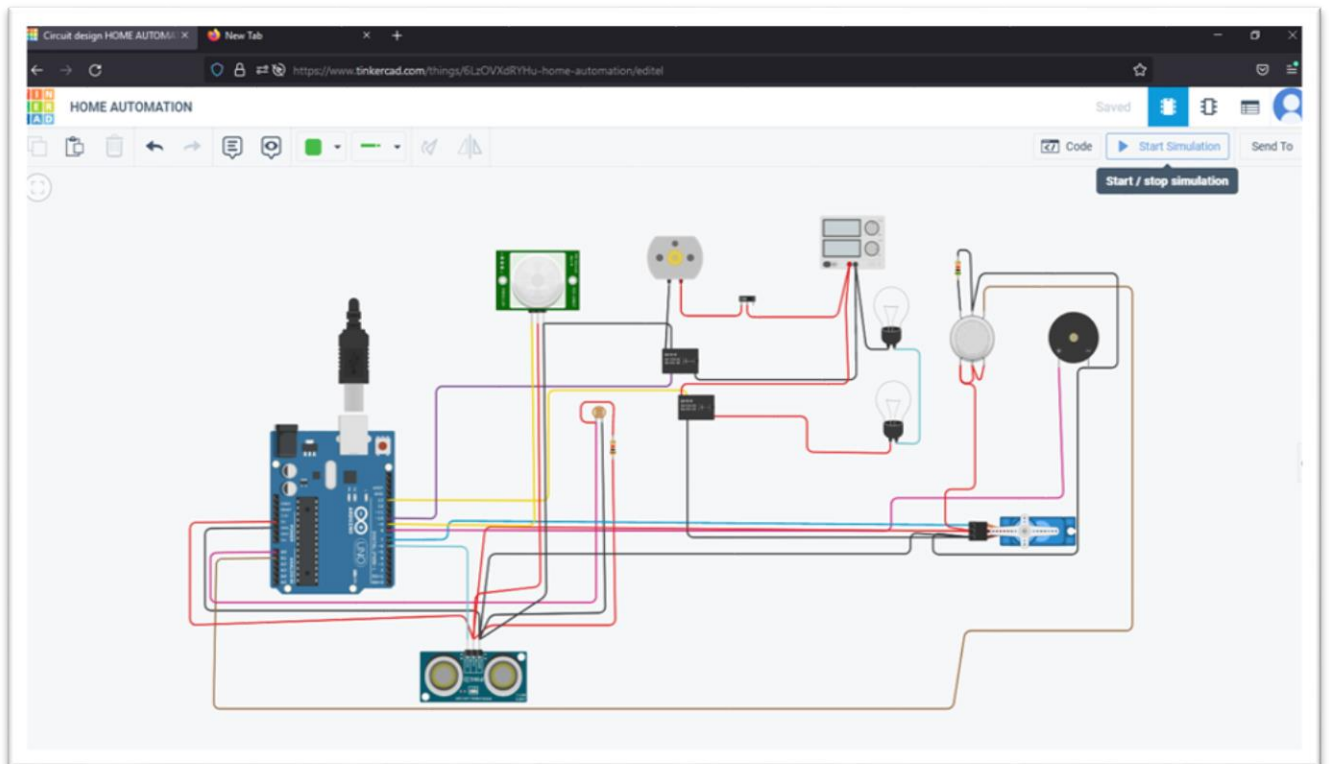 Circuit design HOME AUTOMA
New Tab
https://www.tinkercad.com/things/6LzOVXdRYHu-home-automation/editel
HOME AUTOMATION
Saved
Code
Start Simulation
Send To
Start / stop simulation
UNO